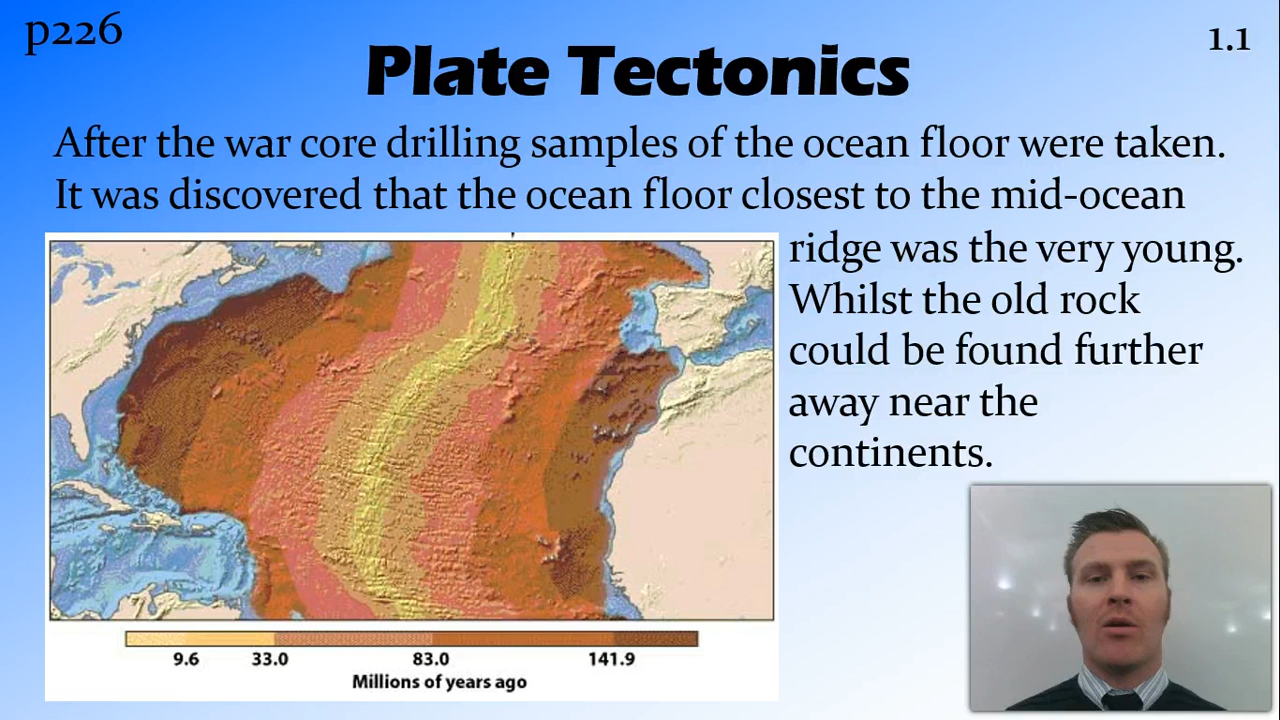 p226
1.1
Plate Tectonics
After the war core drilling samples of the ocean floor were taken.
It was discovered that the ocean floor closest to the mid-ocean
ridge was the very young.
Whilst the old rock
could be found further
away near the
continents.
9.6 33.0 83.0 141.9
Millions of years ago